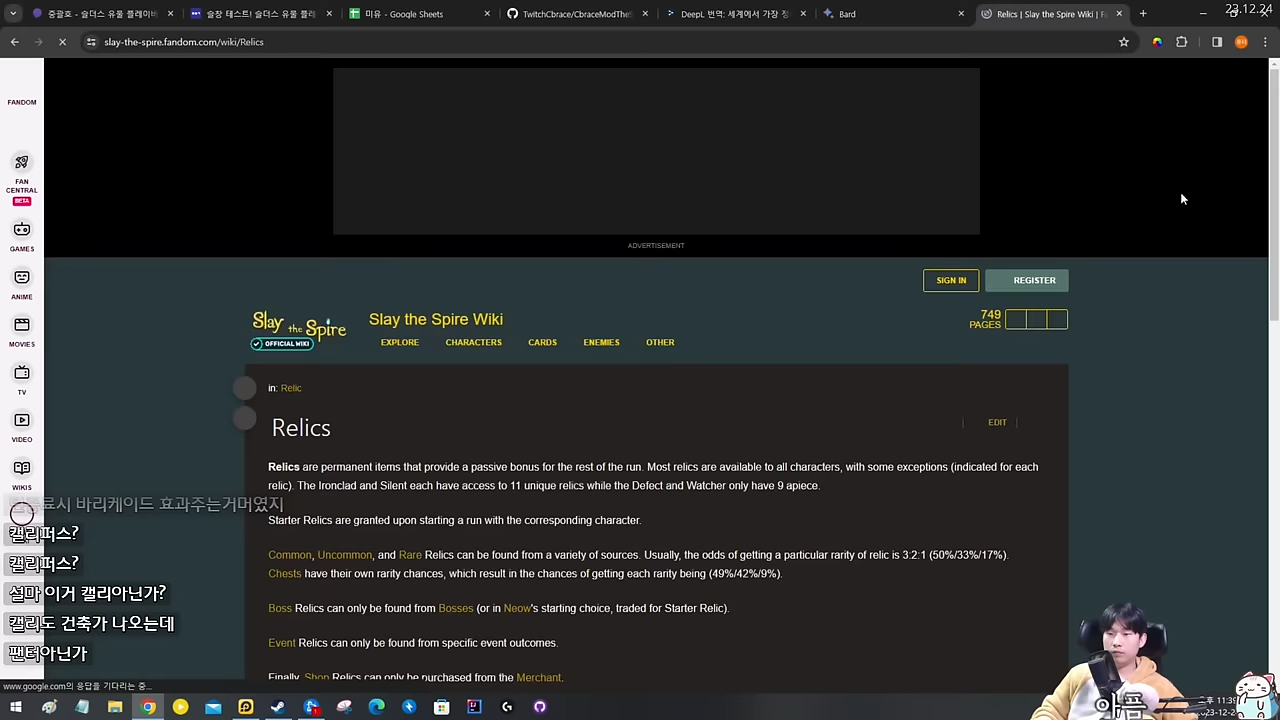 중괄호 - 슬더스 유물 플레이버
슬창 테스트! 슬더스 유물 플
미유 - Google Sheets
TwitchCbrace/CbraceModThe
DeepL 번역: 세계에서 가장 정
Bard
Relics | Slay the Spire Wiki | Fa
23.12.24
slay-the-spire.fandom.com/wiki/Relics
FANDOM
FAN
CENTRAL
BETA
GAMES
ANIME
MOVIES
TV
VIDEO
WIKIS
ADVERTISEMENT
SIGN IN
REGISTER
Slay the Spire
OFFICIAL WIKI
Slay the Spire Wiki
749
PAGES
EXPLORE
CHARACTERS
CARDS
ENEMIES
OTHER
in: Relic
Relics
EDIT
Relics are permanent items that provide a passive bonus for the rest of the run. Most relics are available to all characters, with some exceptions (indicated for each
relic). The Ironclad and Silent each have access to 11 unique relics while the Defect and Watcher only have 9 apiece.
Starter Relics are granted upon starting a run with the corresponding character.
Common, Uncommon, and Rare Relics can be found from a variety of sources. Usually, the odds of getting a particular rarity of relic is 3:2:1 (50%/33%/17%).
Chests have their own rarity chances, which result in the chances of getting each rarity being (49%/42%/9%).
Boss Relics can only be found from Bosses (or in Neow's starting choice, traded for Starter Relic).
Event Relics can only be found from specific event outcomes.
Finally, Shop Relics can only be purchased from the Merchant.
바리케이드 효과주는거머였지
캘리퍼스?
캘리퍼스?
설마 이거 캘리아닌가?
캘리도 건축가 나오는데
팬터아닌가
www.google.com의 응답을 기다리는 중...
아픔
오후 11:39